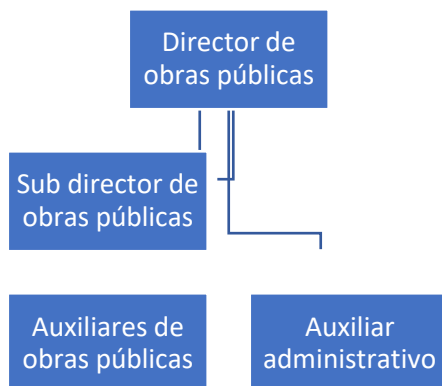 Director de
obras públicas
Sub director de
obras públicas
Auxiliares de
obras públicas
Auxiliar
administrativo